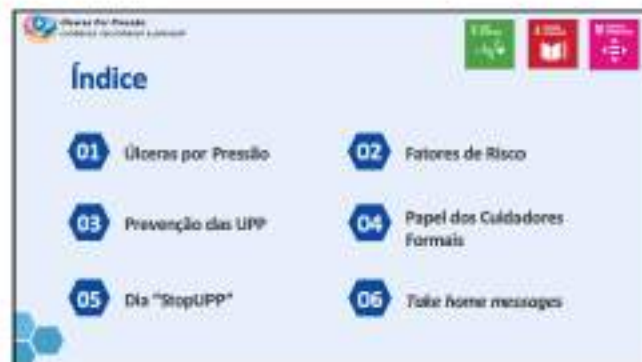 Úlceras Por Pressão
Índice
01 Úlceras por Pressão
02 Fatores de Risco
03 Prevenção das UPP
04 Papel dos Cuidadores
Formais
05 Dia "StopUPP"
06 Take home messages